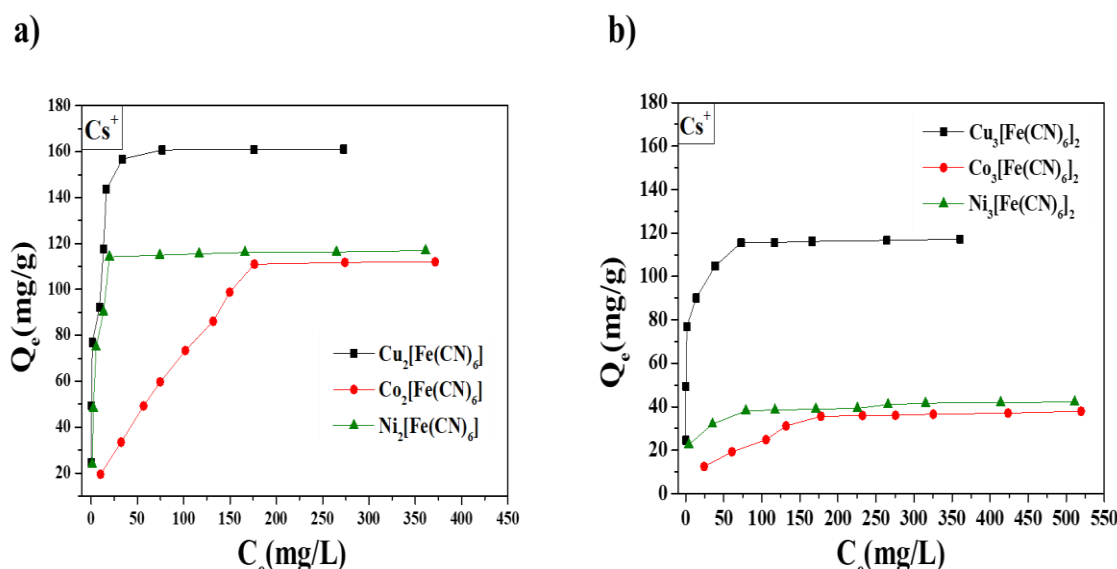 a)
b)
Cs⁺
180
160
140
120
100
80
60
40
20
Qₑ(mg/g)
Cu₂[Fe(CN)₆]
Co₂[Fe(CN)₆]
Ni₂[Fe(CN)₆]
0 50 100 150 200 250 300 350 400 450
Cₑ(mg/L)
Cs⁺
180
160
140
120
100
80
60
40
20
0
Qₑ(mg/g)
Cu₃[Fe(CN)₆]₂
Co₃[Fe(CN)₆]₂
Ni₃[Fe(CN)₆]₂
0 50 100 150 200 250 300 350 400 450 500 550
Cₑ(mg/L)